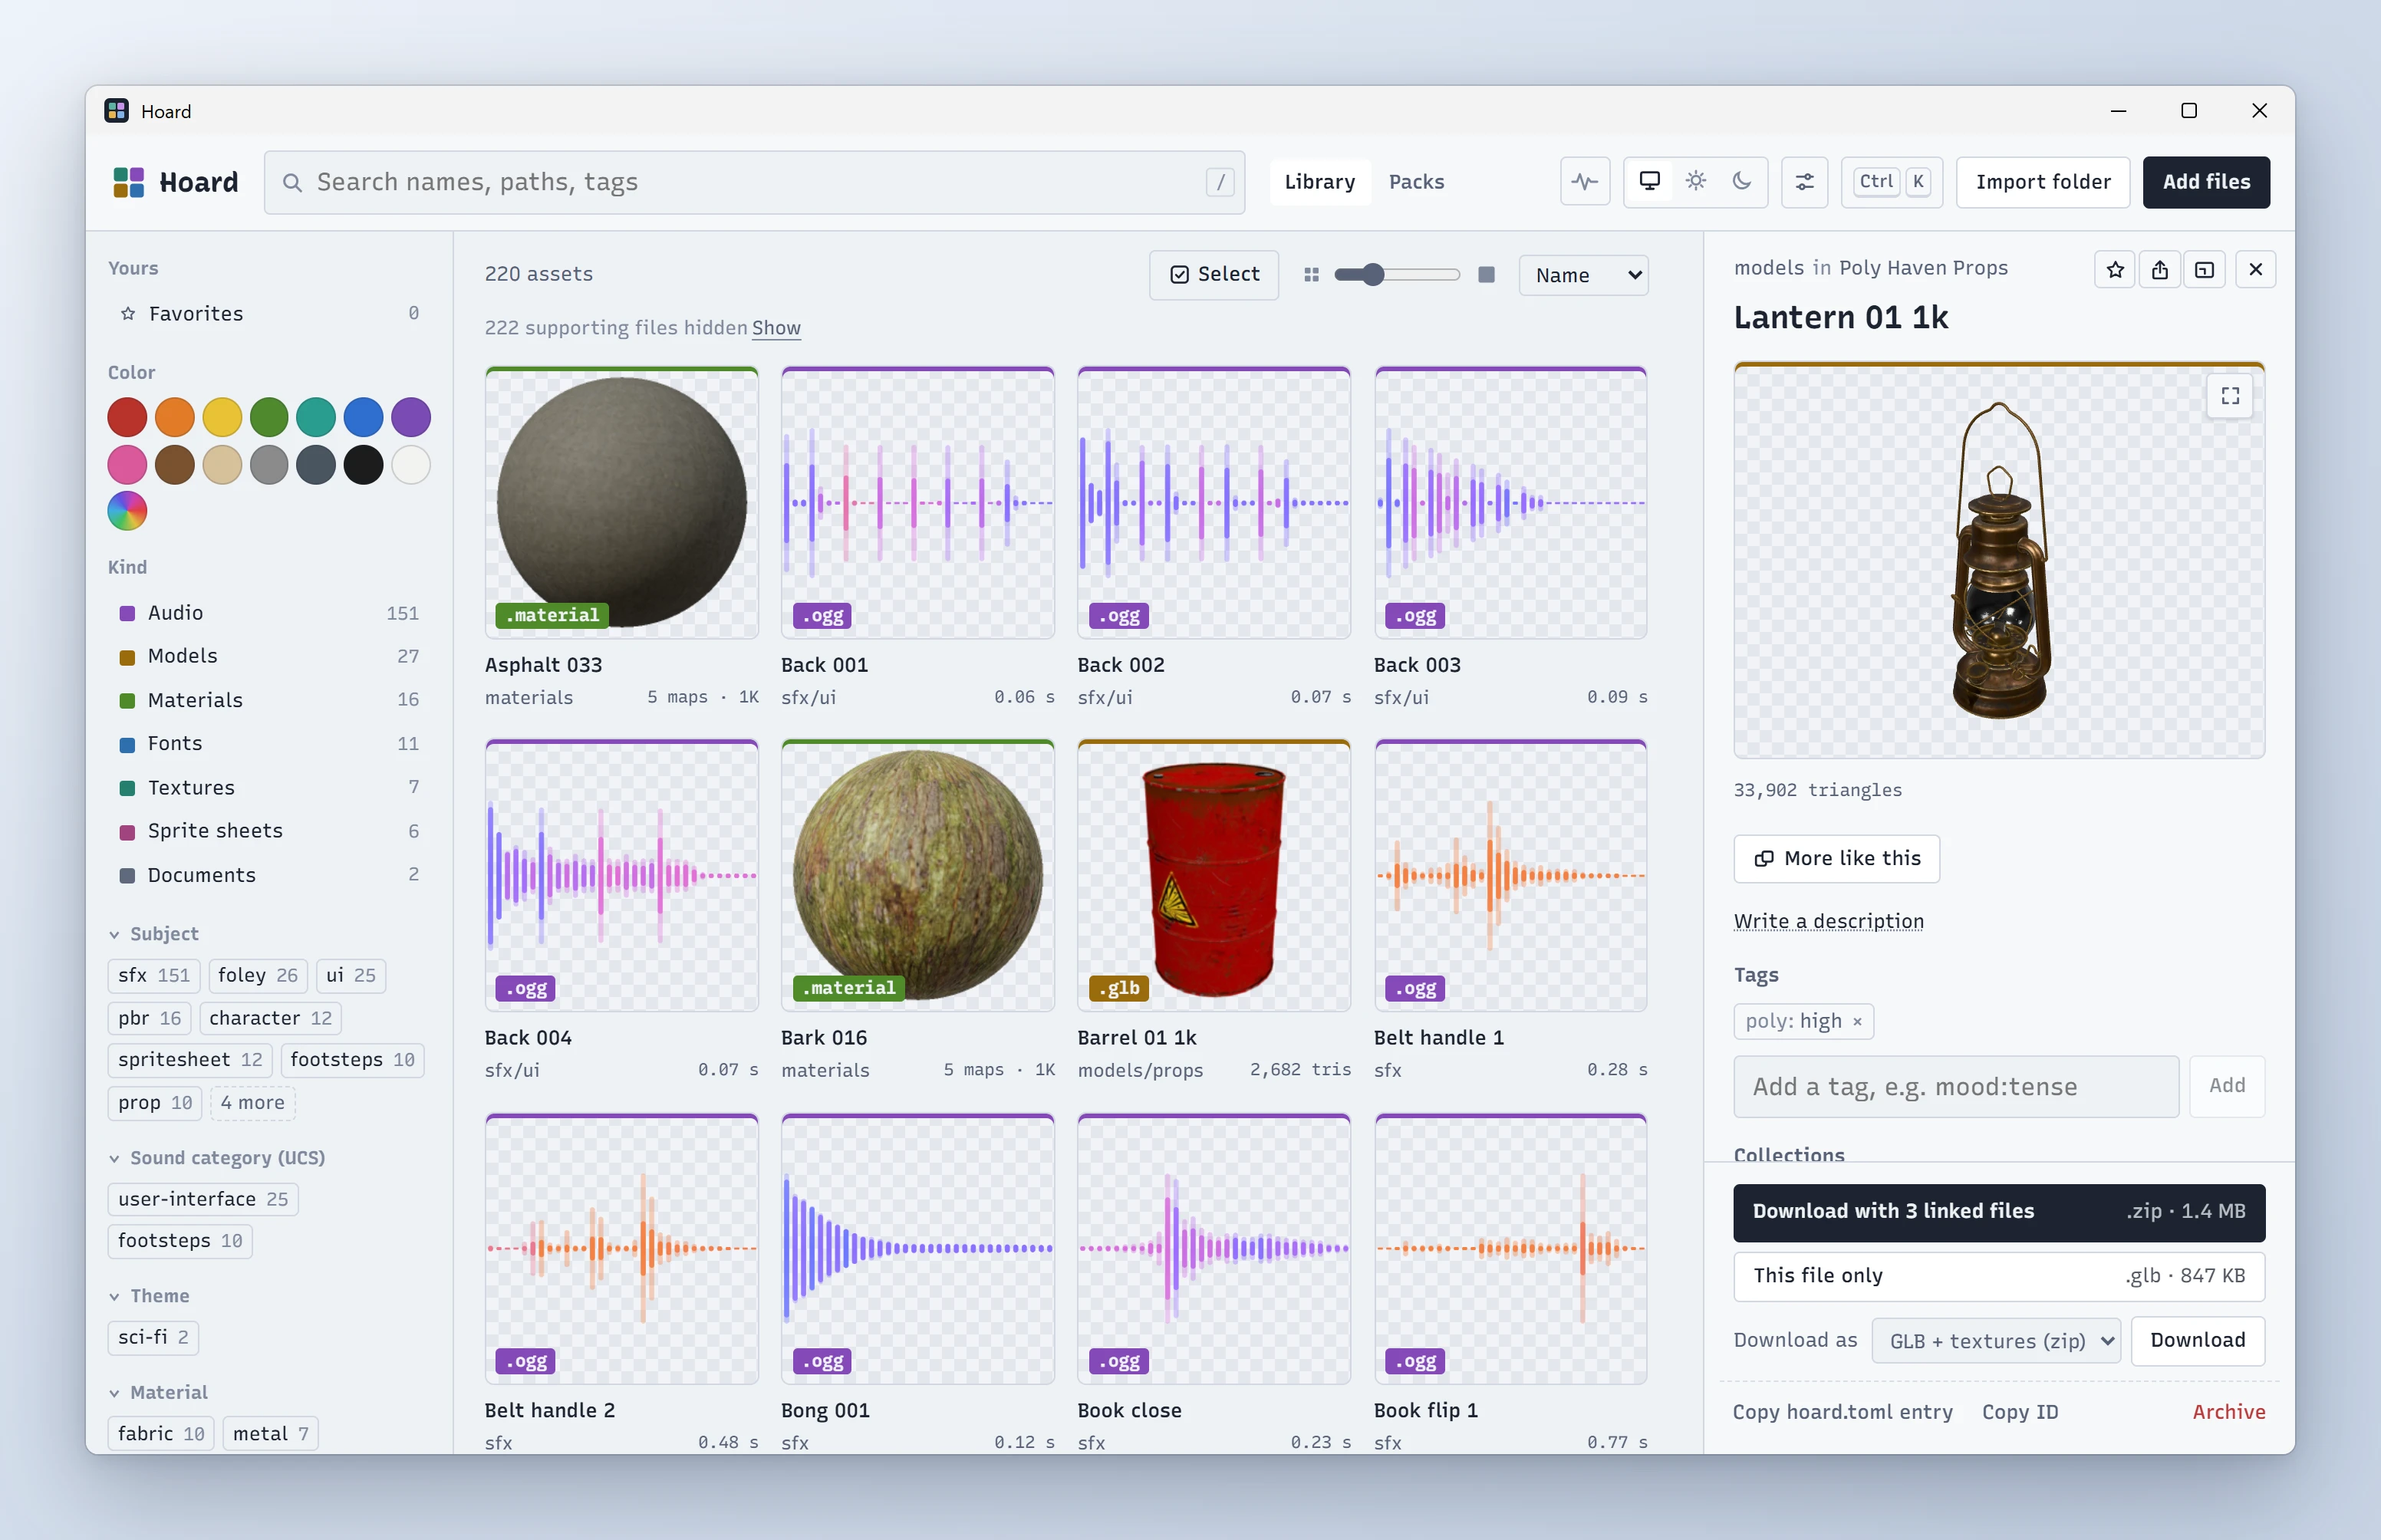 Hoard
Hoard
Search names, paths, tags
/
Library
Packs
Ctrl K
Import folder
Add files
Yours
Favorites 0
Color
Kind
Audio 151
Models 27
Materials 16
Fonts 11
Textures 7
Sprite sheets 6
Documents 2
Subject
sfx 151 foley 26 ui 25
pbr 16 character 12
spritesheet 12 footsteps 10
prop 10 4 more
Sound category (UCS)
user-interface 25
footsteps 10
Theme
sci-fi 2
Material
fabric 10 metal 7
220 assets
Select
Name
222 supporting files hidden Show
.material
Asphalt 033
materials 5 maps · 1K
.ogg
Back 001
sfx/ui 0.06 s
.ogg
Back 002
sfx/ui 0.07 s
.ogg
Back 003
sfx/ui 0.09 s
.ogg
Back 004
sfx/ui 0.07 s
.material
Bark 016
materials 5 maps · 1K
.glb
Barrel 01 1k
models/props 2,682 tris
.ogg
Belt handle 1
sfx 0.28 s
.ogg
Belt handle 2
sfx 0.48 s
.ogg
Bong 001
sfx 0.12 s
.ogg
Book close
sfx 0.23 s
.ogg
Book flip 1
sfx 0.77 s
models in Poly Haven Props
Lantern 01 1k
33,902 triangles
More like this
Write a description
Tags
poly: high ×
Add a tag, e.g. mood:tense
Add
Collections
Download with 3 linked files .zip · 1.4 MB
This file only .glb · 847 KB
Download as GLB + textures (zip) Download
Copy hoard.toml entry Copy ID Archive